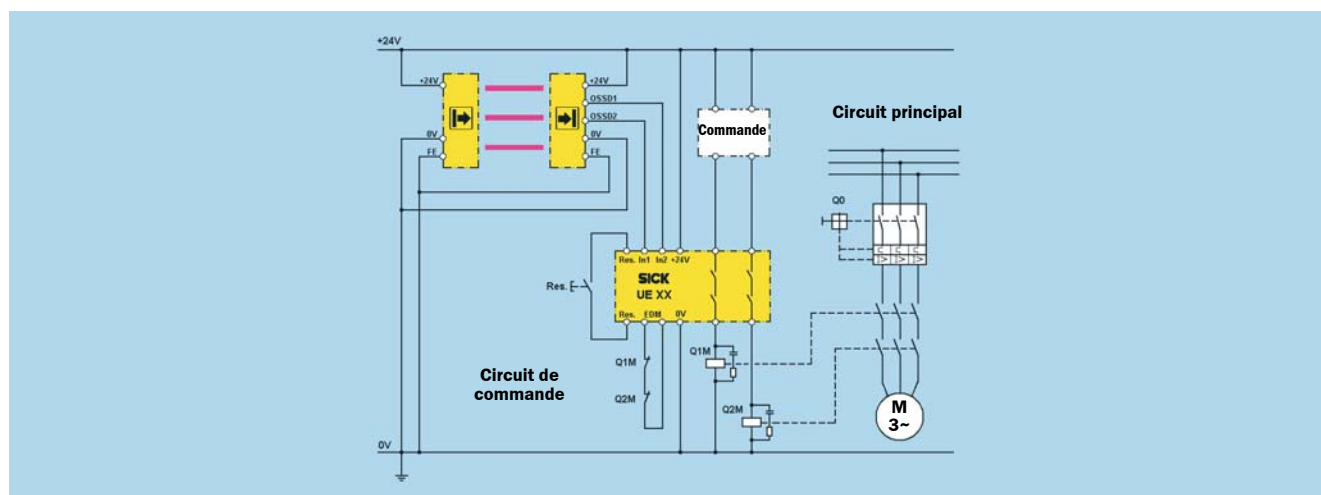 +24V
+24V
0V
FE
+24V
OSSD1
OSSD2
0V
FE
Commande
Circuit principal
Q0
Res. In1 In2 +24V
SICK
UE XX
Res. EDM 0V
Res.
Q1M
Q2M
Circuit de
commande
Q1M
Q2M
M
3~
0V